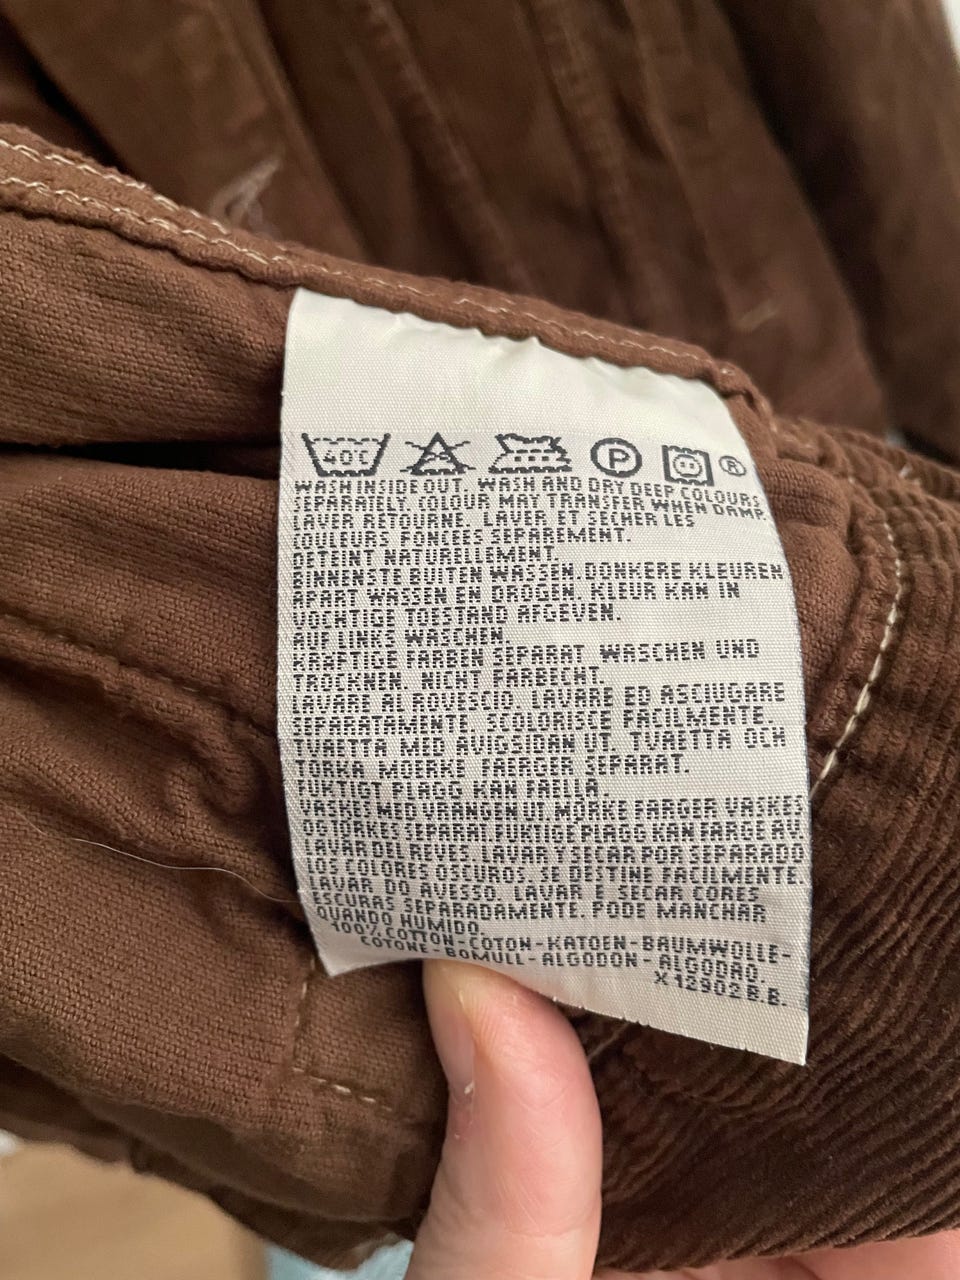 40°C P ®
WASH INSIDE OUT. WASH AND DRY DEEP COLOURS
SEPARATELY. COLOUR MAY TRANSFER WHEN DAMP.
LAVER RETOURNE. LAVER ET SECHER LES
COULEURS FONCEES SEPAREMENT.
DETEINT NATURELLEMENT.
BINNENSTE BUITEN WASSEN. DONKERE KLEUREN
APART WASSEN EN DROGEN. KLEUR KAN IN
VOCHTIGE TOESTAND AFGEVEN.
AUF LINKS WASCHEN.
KRAFTIGE FARBEN SEPARAT WASCHEN UND
TROCKNEN. NICHT FARBECHT.
LAVARE AL ROVESCIO. LAVARE ED ASCIUGARE
SEPARATAMENTE. SCOLORISCE FACILMENTE.
TVAETTA MED AVIGSIDAN UT. TVAETTA OCH
TORKA MOERKE FAERGER SEPARAT.
FUKTIGT PLAGG KAN FAELLA.
VASKES MED VRANGEN UT. MORKE FARGER VASKES
OG TORKES SEPARAT. FUKTIGE PLAGG KAN FARGE AV.
LAVAR DEL REVES. LAVAR Y SECAR POR SEPARADO
LOS COLORES OSCUROS. SE DESTINE FACILMENTE.
LAVAR DO AVESSO. LAVAR E SECAR CORES
ESCURAS SEPARADAMENTE. PODE MANCHAR
QUANDO HUMIDO.
100% COTTON-COTON-KATOEN-BAUMWOLLE-
COTONE-BOMULL-ALGODON-ALGODAO.
X 12902 B.B.